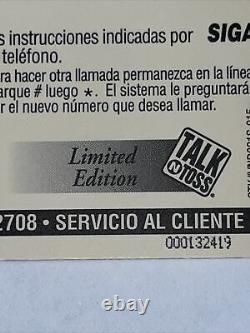 s instrucciones indicadas por SIGA
teléfono.
ara hacer otra llamada permanezca en la línea
arque # luego *. El sistema le preguntará
r el nuevo número que desea llamar.
Limited
Edition
TALK
N
TOSS
2708 • SERVICIO AL CLIENTE
000132419